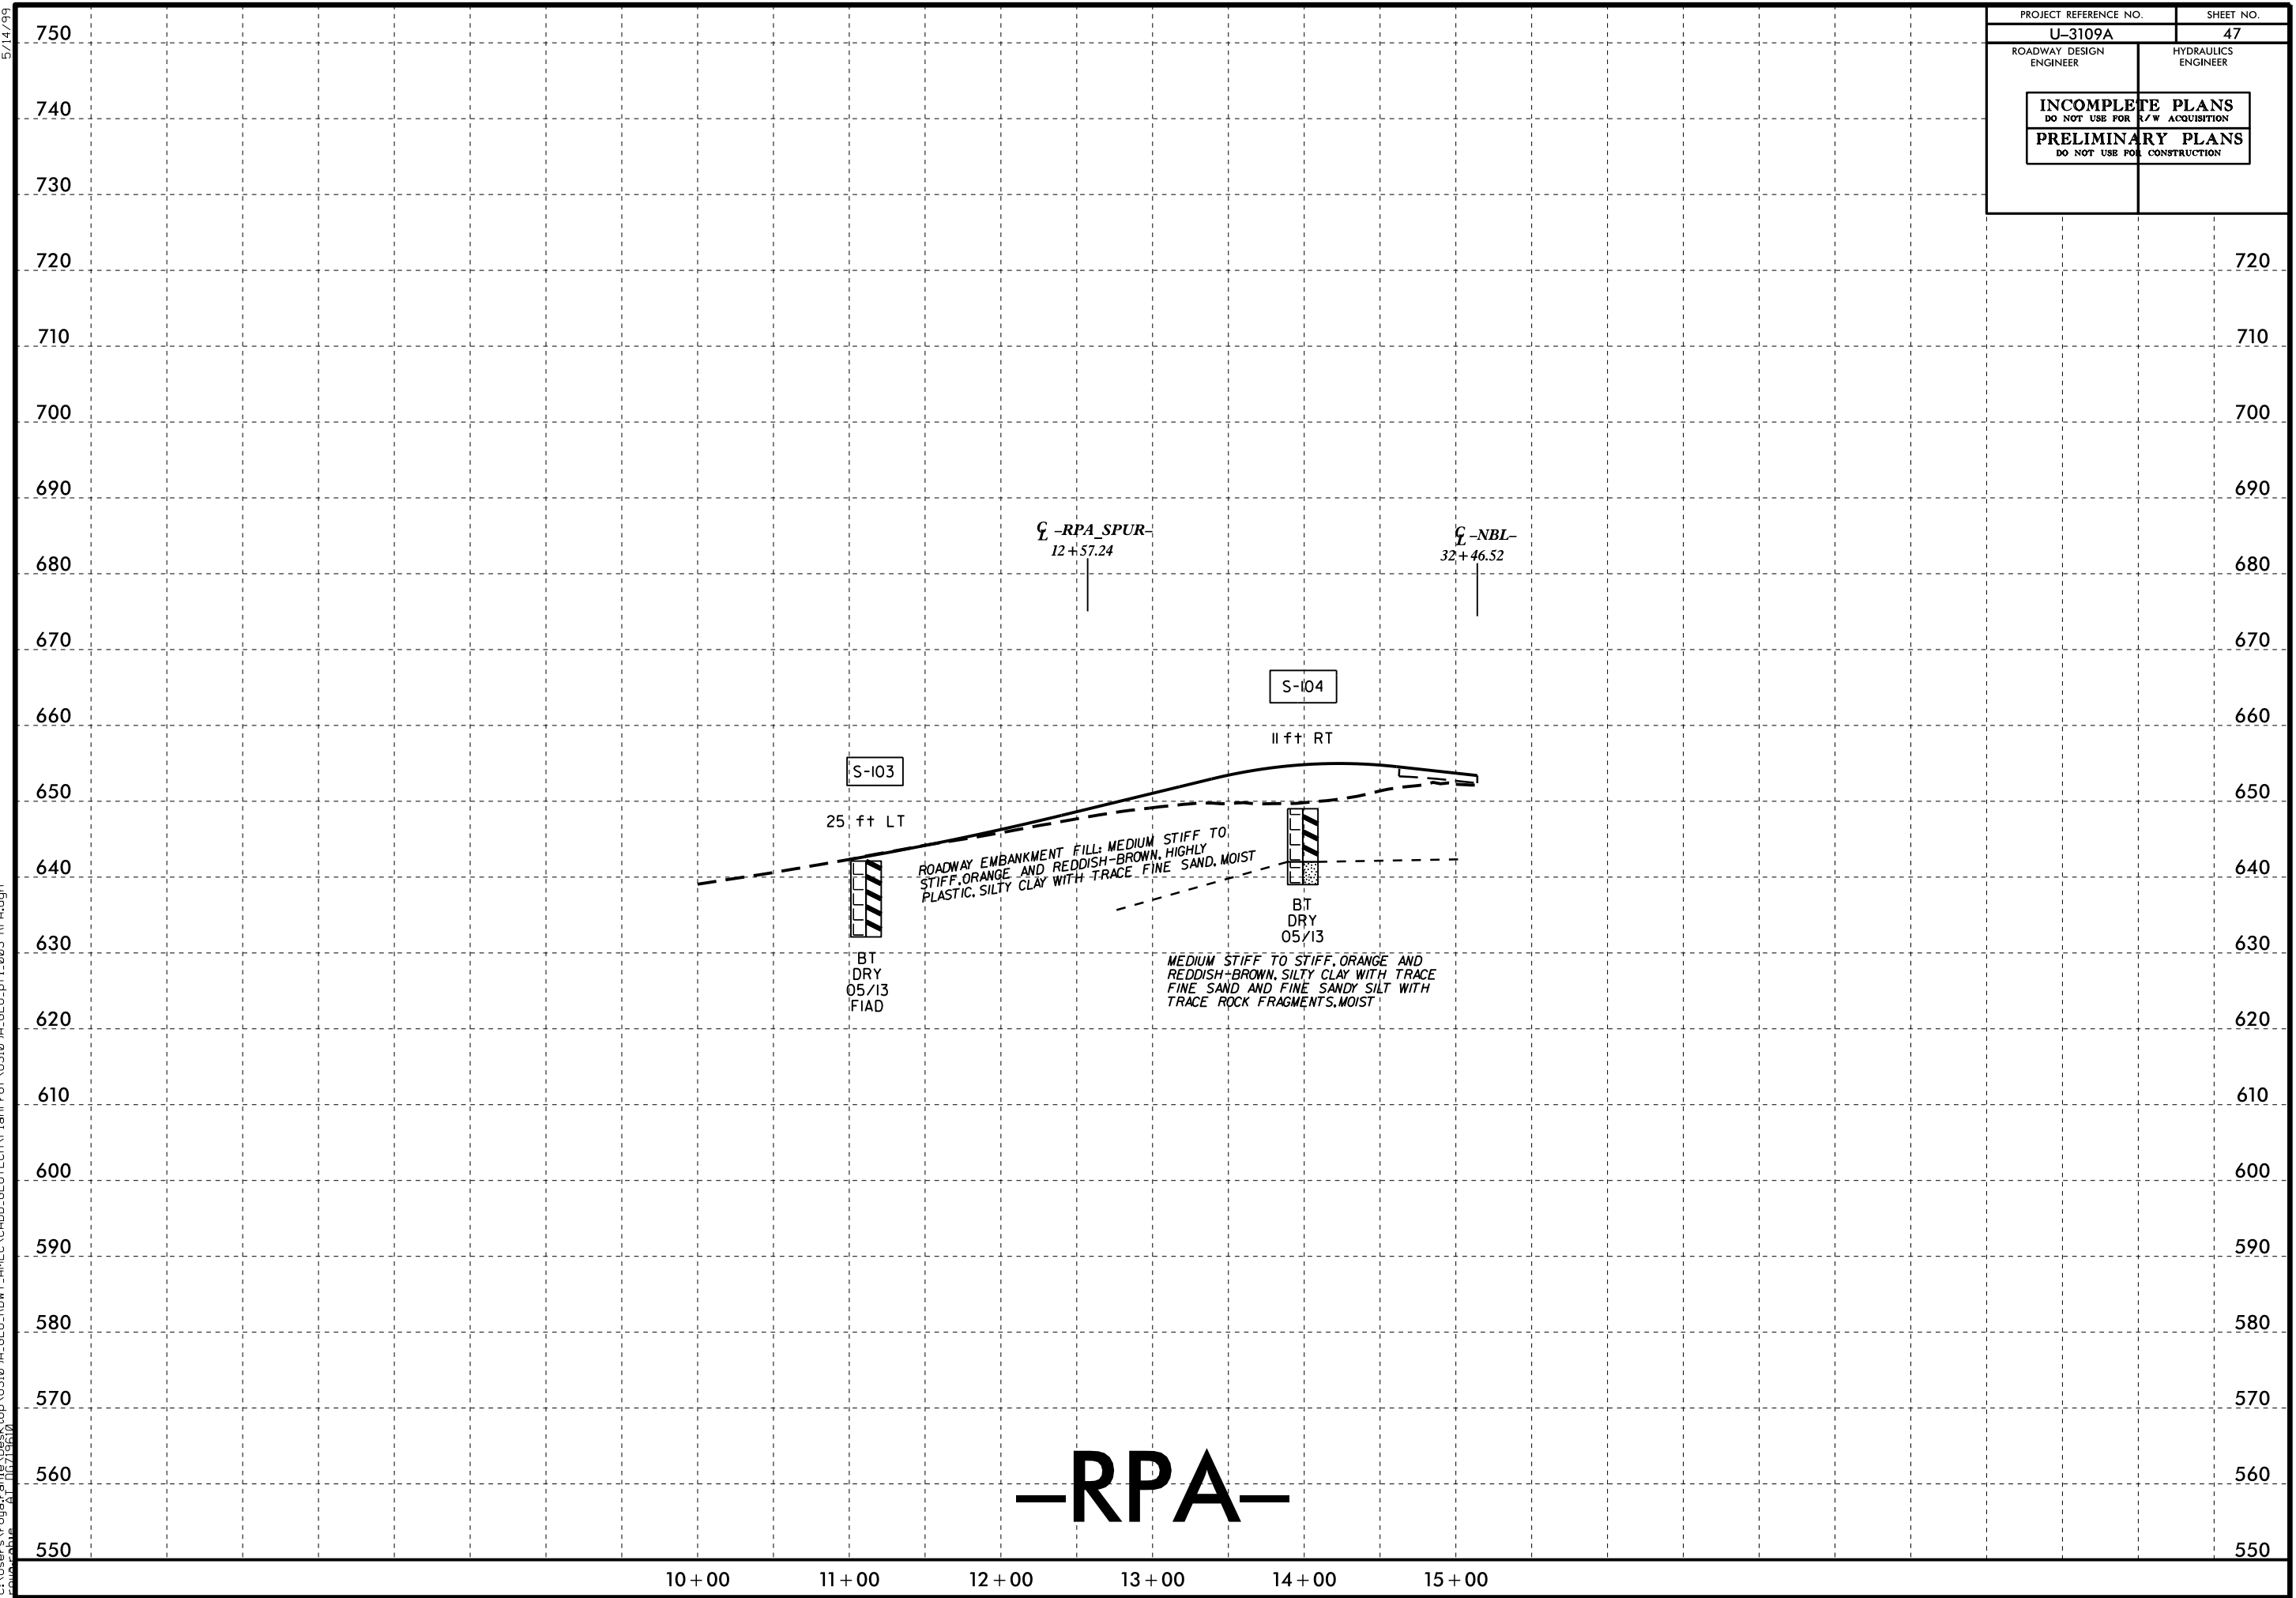 5/14/99
PROJECT REFERENCE NO. SHEET NO.
U–3109A 47
ROADWAY DESIGN
ENGINEER
HYDRAULICS
ENGINEER
INCOMPLETE PLANS
DO NOT USE FOR R/W ACQUISITION
PRELIMINARY PLANS
DO NOT USE FOR CONSTRUCTION
750
740
730
720 720
710 710
700 700
690 690
℄ –RPA_SPUR–
12+57.24
℄ –NBL–
32+46.52
680 680
670 670
S-104
660 660
11 ft RT
S-103
650 650
25 ft LT
ROADWAY EMBANKMENT FILL: MEDIUM STIFF TO
STIFF, ORANGE AND REDDISH-BROWN, HIGHLY
PLASTIC, SILTY CLAY WITH TRACE FINE SAND, MOIST
640 640
BT
DRY
05/13
630 630
BT
DRY
05/13
FIAD
MEDIUM STIFF TO STIFF, ORANGE AND
REDDISH-BROWN, SILTY CLAY WITH TRACE
FINE SAND AND FINE SANDY SILT WITH
TRACE ROCK FRAGMENTS, MOIST
620 620
610 610
600 600
590 590
580 580
570 570
560 560
–RPA–
550 550
10+00 11+00 12+00 13+00 14+00 15+00